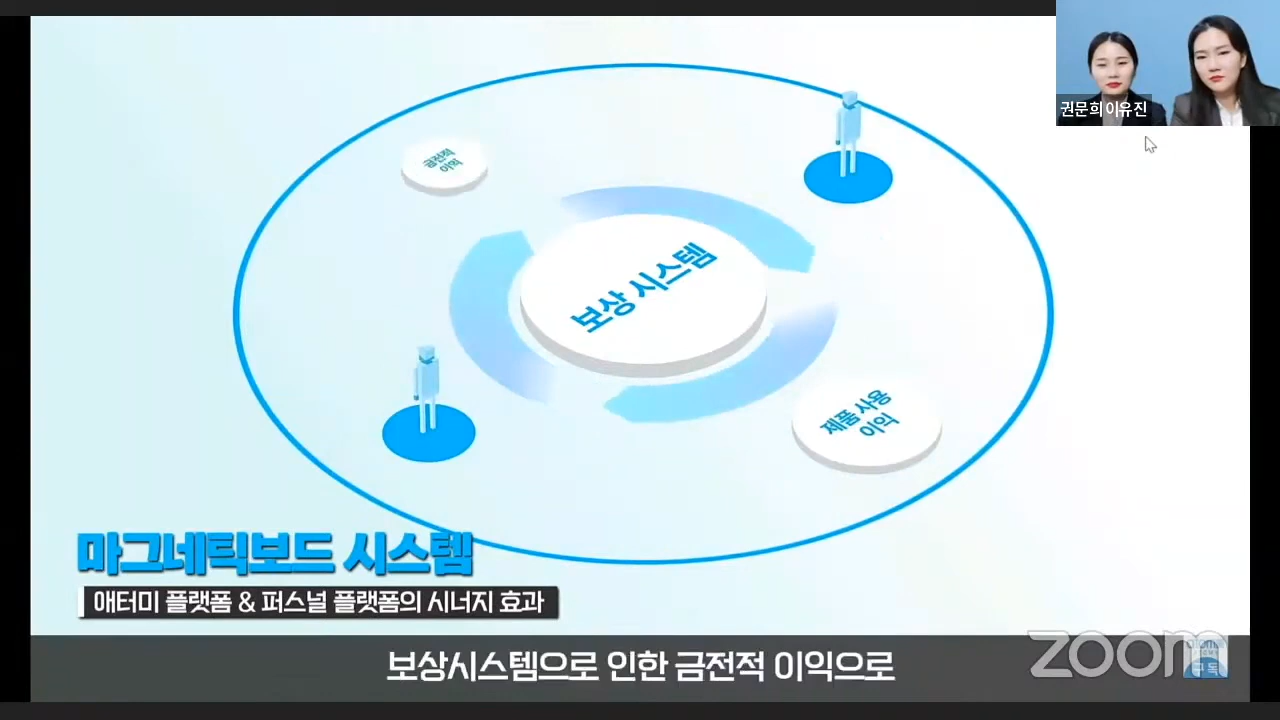 권문희 이유진
금전적
이익
보상 시스템
제품 사용
이익
마그네틱보드 시스템
애터미 플랫폼 & 퍼스널 플랫폼의 시너지 효과
보상시스템으로 인한 금전적 이익으로
zoom
구독